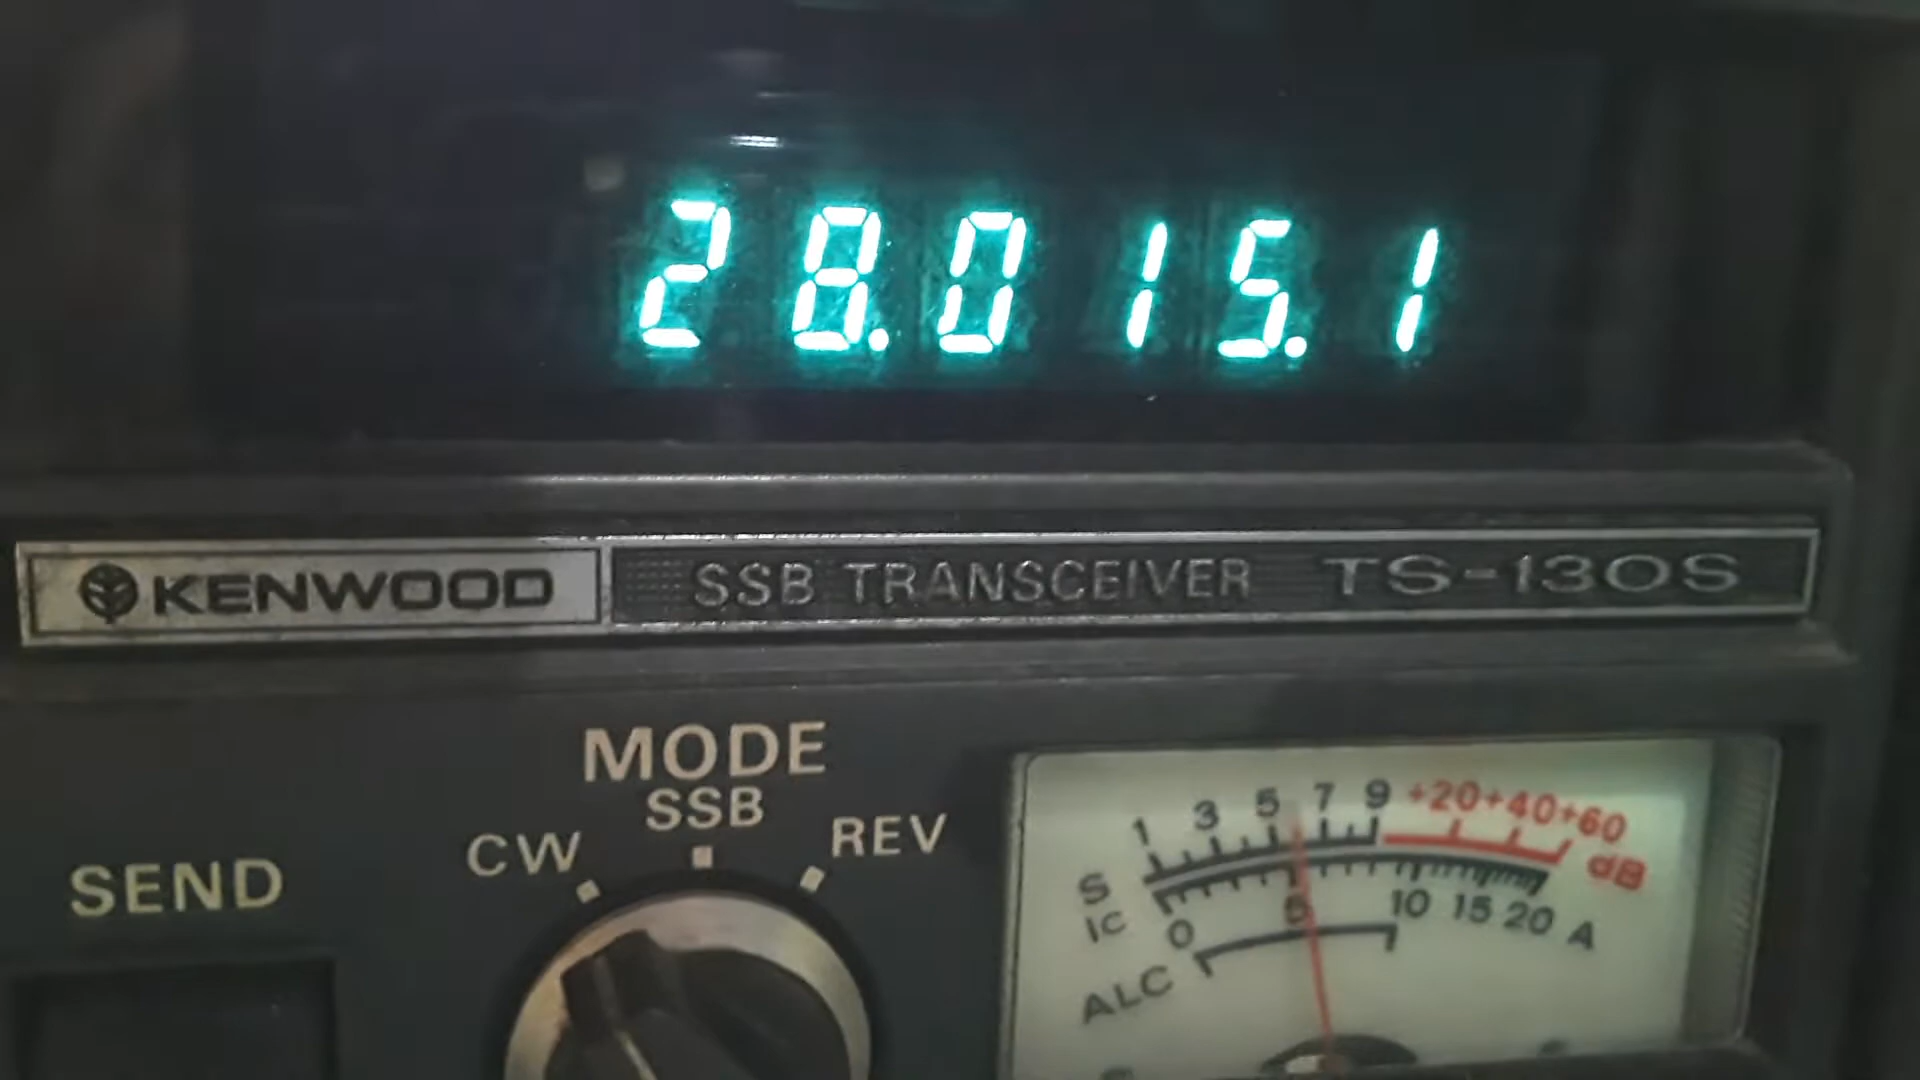 28.015.1
KENWOOD SSB TRANSCEIVER TS-130S
MODE
CW SSB REV
SEND
S 1 3 5 7 9 +20 +40 +60 dB
Ic 0 5 10 15 20 A
ALC